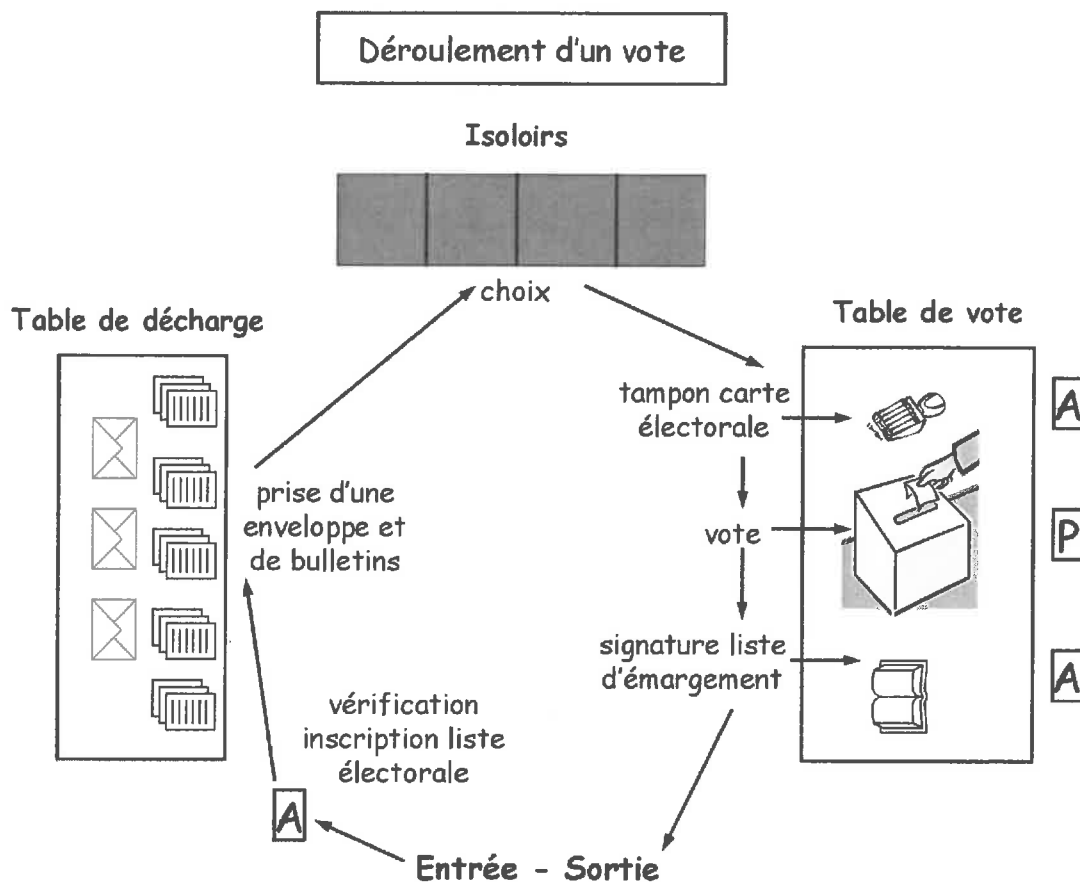 Déroulement d'un vote
Isoloirs
choix
Table de décharge
Table de vote
tampon carte
électorale
A
prise d'une
enveloppe et
de bulletins
vote
P
signature liste
d'émargement
A
vérification
inscription liste
électorale
A
Entrée - Sortie